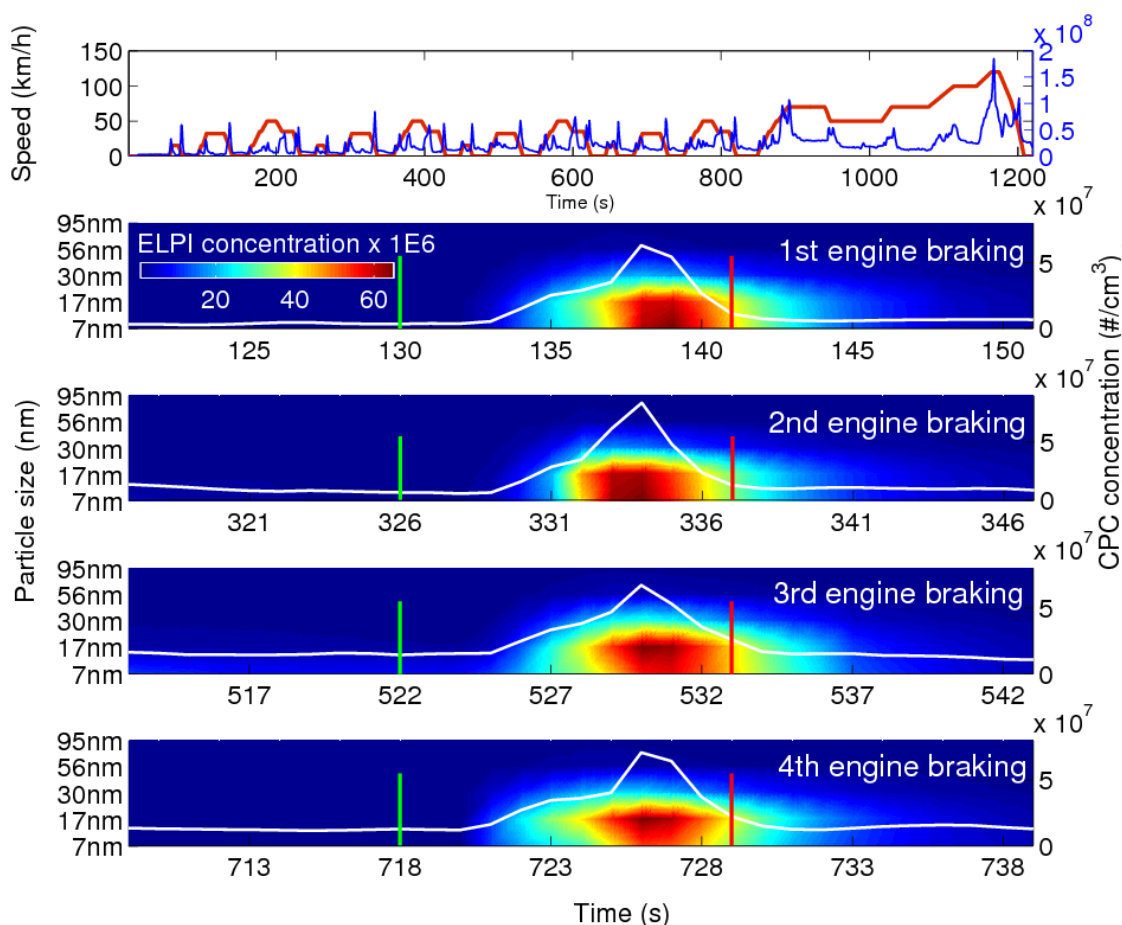 Speed (km/h)
x 10^8
150
100
50
0
2
1.5
1
0.5
0
200 400 600 800 1000 1200
Time (s)
x 10^7
95nm
56nm
30nm
17nm
7nm
ELPI concentration x 1E6
20 40 60
1st engine braking
5
0
125 130 135 140 145 150
x 10^7
95nm
56nm
30nm
17nm
7nm
2nd engine braking
5
0
321 326 331 336 341 346
x 10^7
95nm
56nm
30nm
17nm
7nm
3rd engine braking
5
0
517 522 527 532 537 542
x 10^7
95nm
56nm
30nm
17nm
7nm
4th engine braking
5
0
713 718 723 728 733 738
Time (s)
Particle size (nm)
CPC concentration (#/cm^3)